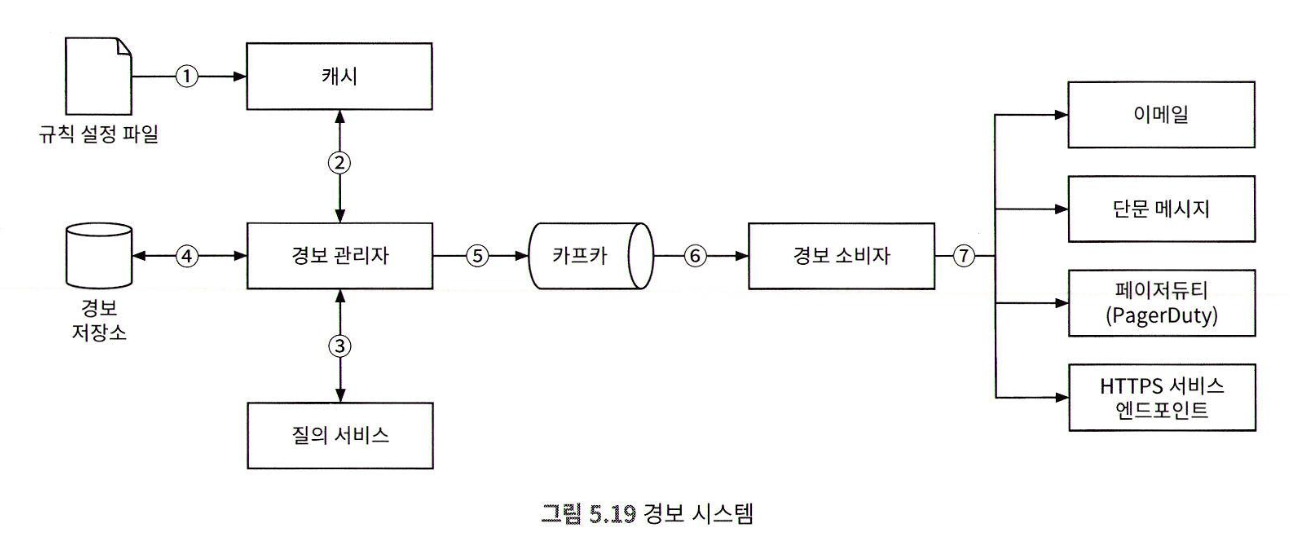 ①
캐시
규칙 설정 파일
②
이메일
단문 메시지
④
경보 관리자
⑤
카프카
⑥
경보 소비자
⑦
경보
저장소
페이저듀티
(PagerDuty)
③
HTTPS 서비스
엔드포인트
질의 서비스
그림 5.19 경보 시스템